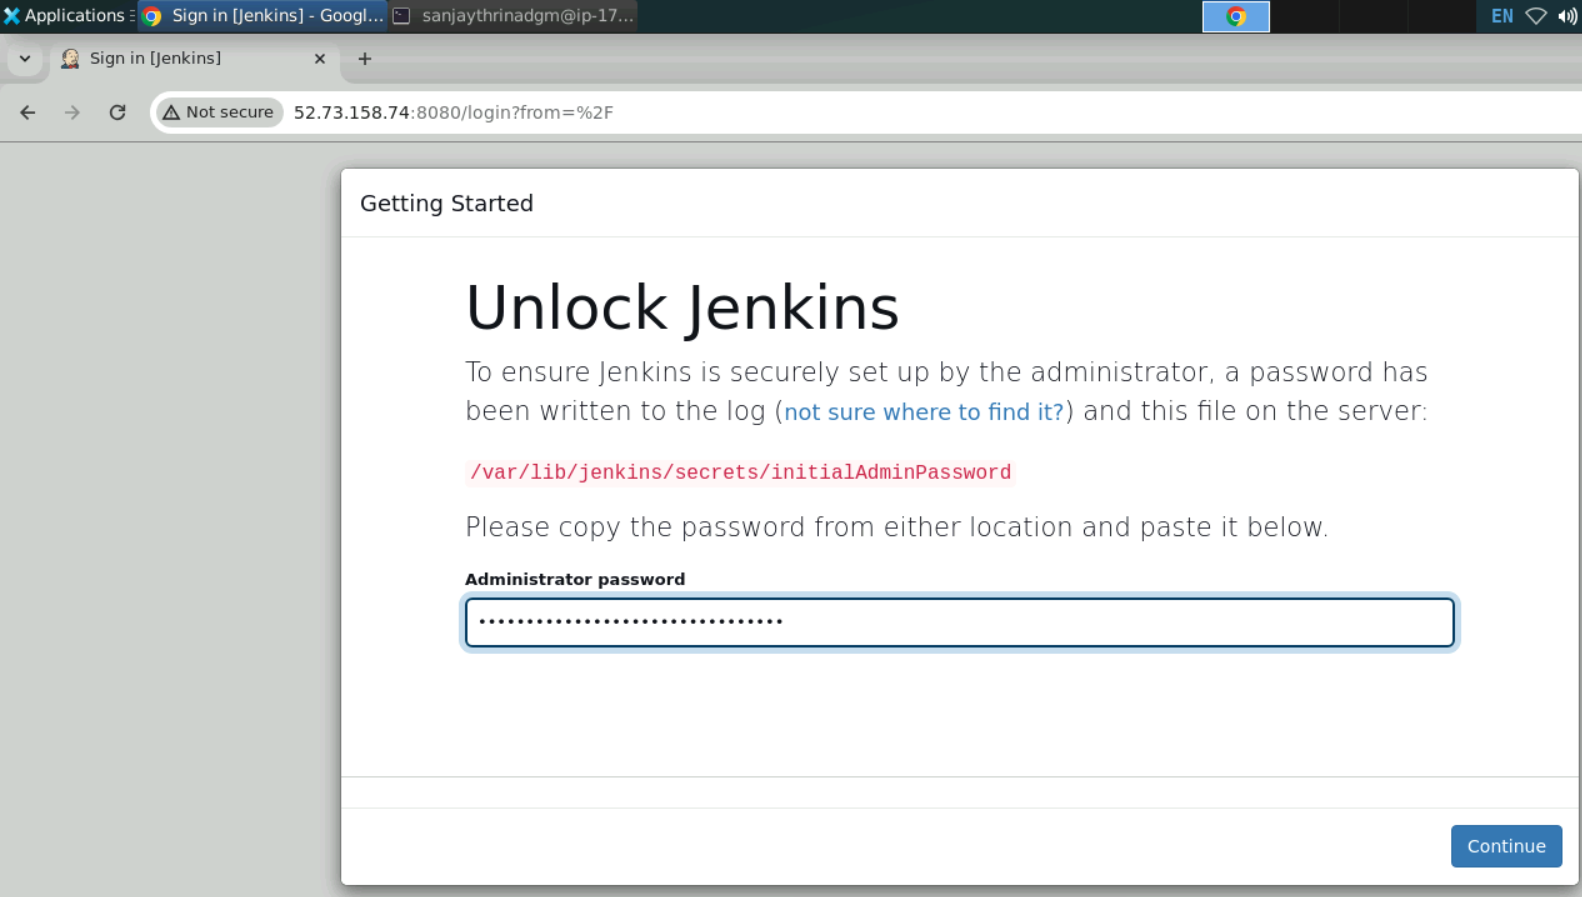 Applications
Sign in [Jenkins] - Googl...
sanjaythrinadgm@ip-17...
EN
Sign in [Jenkins]
Not secure
52.73.158.74:8080/login?from=%2F
Getting Started
Unlock Jenkins
To ensure Jenkins is securely set up by the administrator, a password has
been written to the log (not sure where to find it?) and this file on the server:
/var/lib/jenkins/secrets/initialAdminPassword
Please copy the password from either location and paste it below.
Administrator password
••••••••••••••••••••••••••••••••
Continue